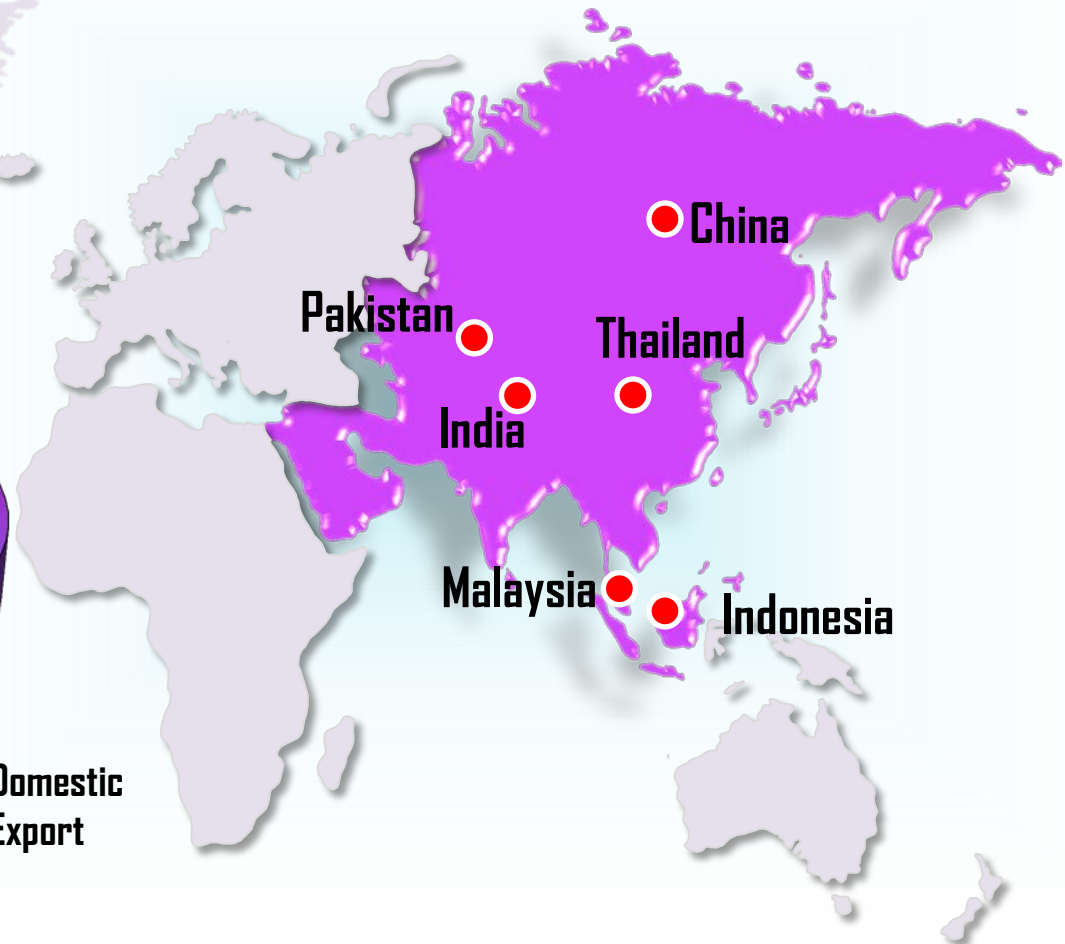 China
Pakistan
Thailand
India
Malaysia
Indonesia
Domestic
Export